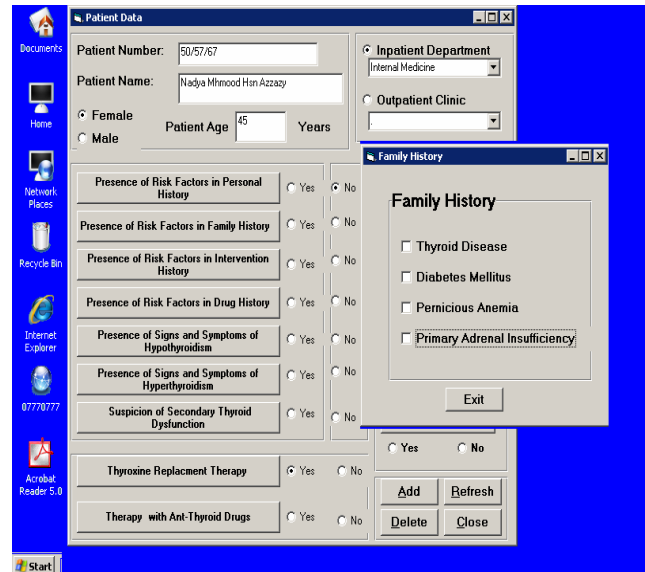 Documents
Home
Network
Places
Recycle Bin
Internet
Explorer
07770777
Acrobat
Reader 5.0
Start
Patient Data
Patient Number:
50/57/67
Patient Name:
Nadya Mhmood Hsn Azzazy
Female
Male
Patient Age
45
Years
Inpatient Department
Internal Medicine
Outpatient Clinic
.
Presence of Risk Factors in Personal
History
Yes
No
Presence of Risk Factors in Family History
Yes
No
Presence of Risk Factors in Intervention
History
Yes
No
Presence of Risk Factors in Drug History
Yes
No
Presence of Signs and Symptoms of
Hypothyroidism
Yes
No
Presence of Signs and Symptoms of
Hyperthyroidism
Yes
No
Suspicion of Secondary Thyroid
Dysfunction
Yes
No
Thyroxine Replacment Therapy
Yes
No
Therapy with Ant-Thyroid Drugs
Yes
No
Family History
Family History
Thyroid Disease
Diabetes Mellitus
Pernicious Anemia
Primary Adrenal Insufficiency
Exit
Yes
No
Add
Refresh
Delete
Close